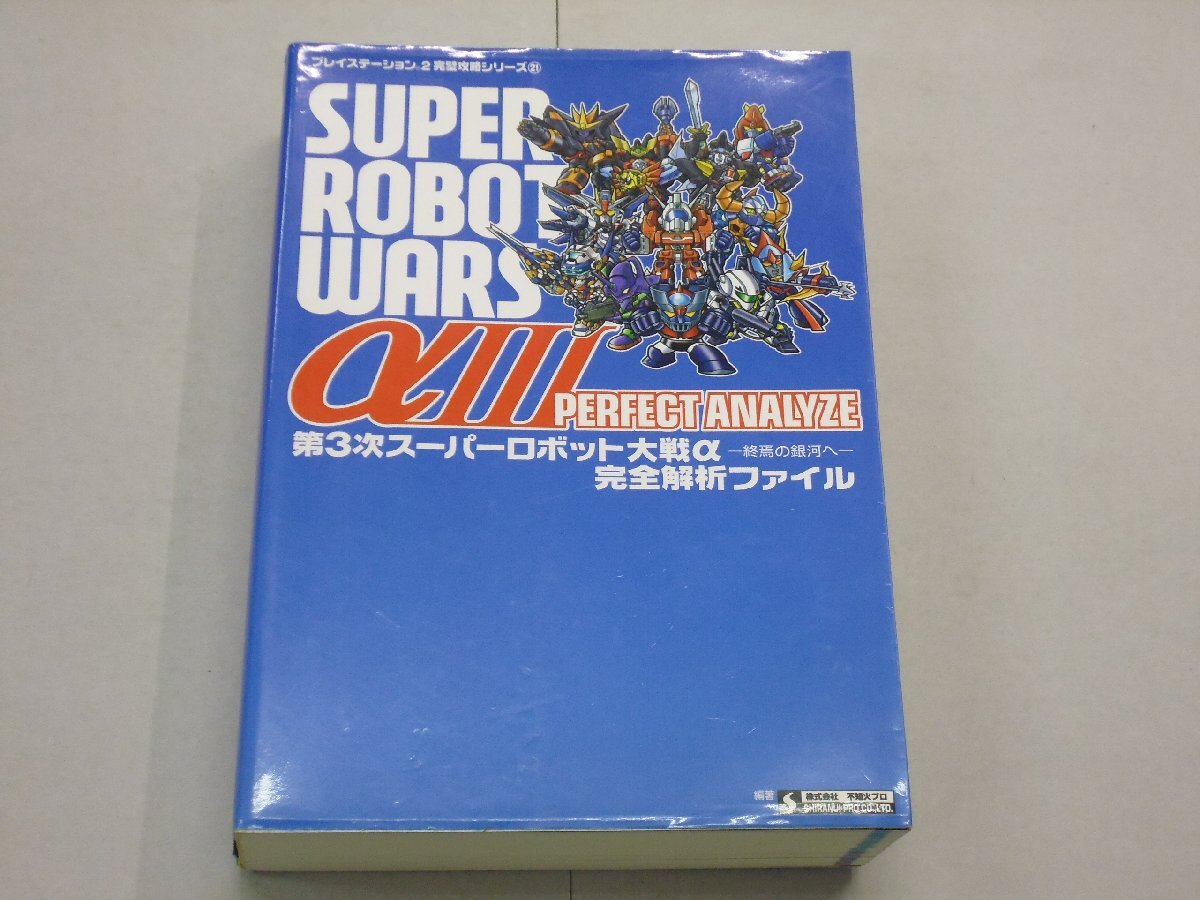 プレイステーション2完璧攻略シリーズ㉑
SUPER
ROBOT
WARS
αIII
PERFECT ANALYZE
第3次スーパーロボット大戦α ―終焉の銀河へ―
完全解析ファイル
編著 S 株式会社 不知火プロ
SHIRANUI PRO.CO.,LTD.